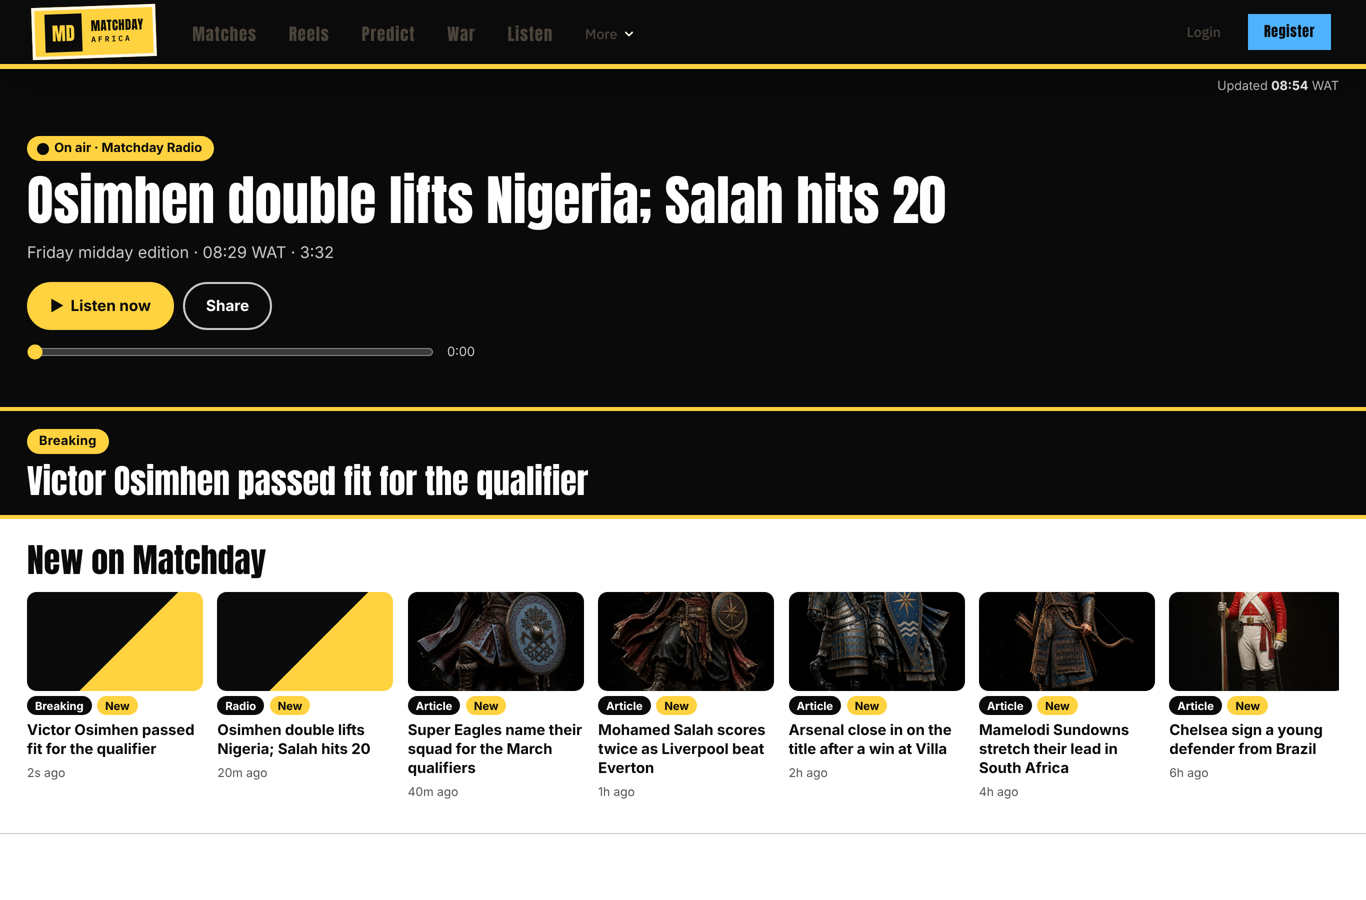 MD MATCHDAY AFRICA
Matches Reels Predict War Listen More
Login Register
Updated 08:54 WAT
On air · Matchday Radio
Osimhen double lifts Nigeria; Salah hits 20
Friday midday edition · 08:29 WAT · 3:32
Listen now Share
0:00
Breaking
Victor Osimhen passed fit for the qualifier
New on Matchday
Breaking New
Victor Osimhen passed
fit for the qualifier
2s ago
Radio New
Osimhen double lifts
Nigeria; Salah hits 20
20m ago
Article New
Super Eagles name their
squad for the March
qualifiers
40m ago
Article New
Mohamed Salah scores
twice as Liverpool beat
Everton
1h ago
Article New
Arsenal close in on the
title after a win at Villa
2h ago
Article New
Mamelodi Sundowns
stretch their lead in
South Africa
4h ago
Article New
Chelsea sign a young
defender from Brazil
6h ago